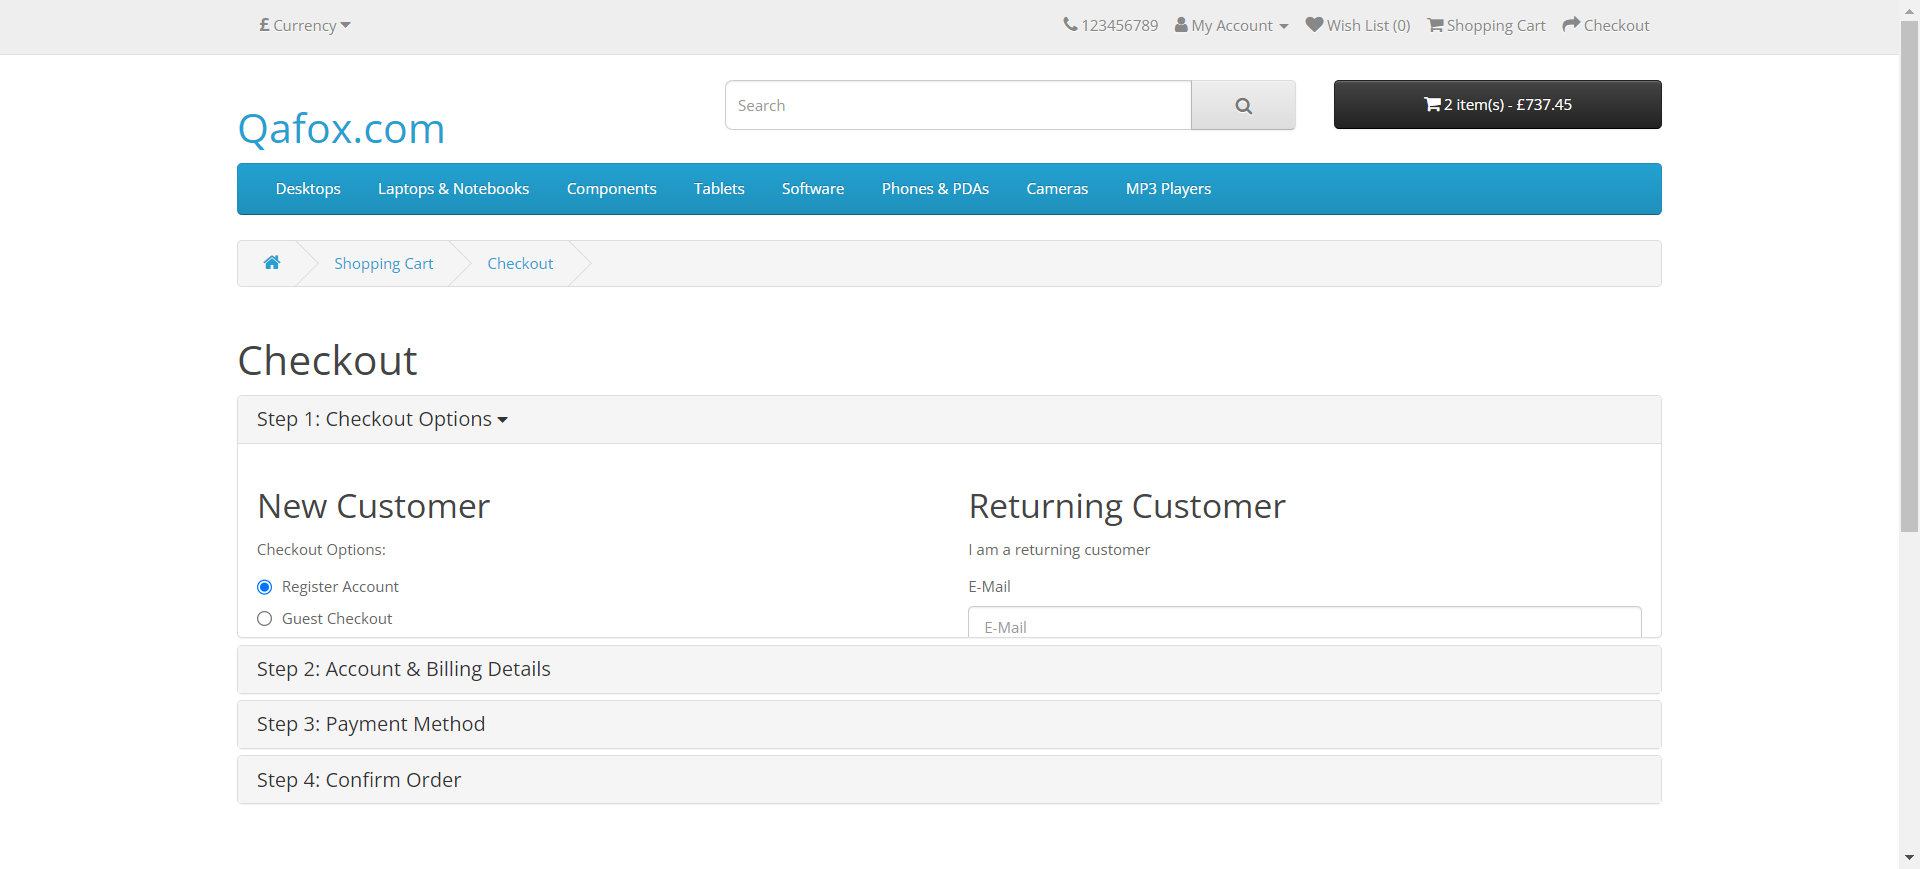 £ Currency
123456789 My Account Wish List (0) Shopping Cart Checkout
Qafox.com
Search
2 item(s) - £737.45
Desktops Laptops & Notebooks Components Tablets Software Phones & PDAs Cameras MP3 Players
Shopping Cart Checkout
Checkout
Step 1: Checkout Options
New Customer
Checkout Options:
Register Account
Guest Checkout
Returning Customer
I am a returning customer
E-Mail
E-Mail
Step 2: Account & Billing Details
Step 3: Payment Method
Step 4: Confirm Order